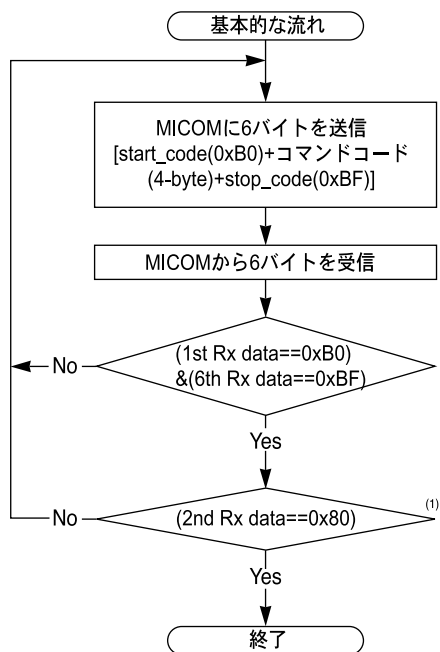 基本的な流れ
MICOMに6バイトを送信
[start_code(0xB0)+コマンドコード
(4-byte)+stop_code(0xBF)]
MICOMから6バイトを受信
(1st Rx data==0xB0)
&(6th Rx data==0xBF)
No
Yes
(2nd Rx data==0x80)
(1)
No
Yes
終了